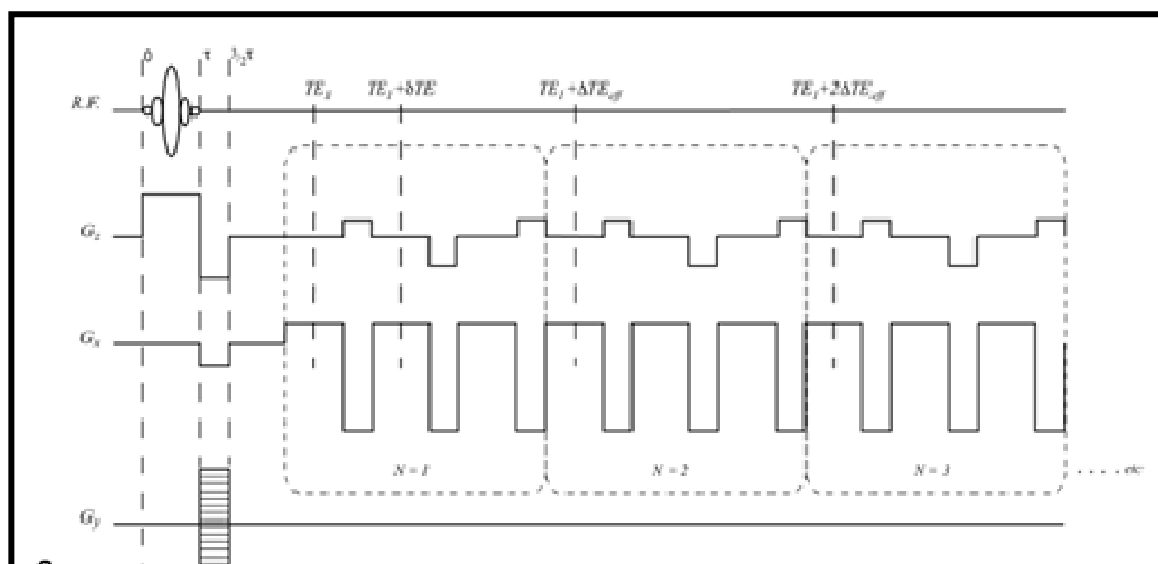 0 τ 3/2τ
R.F. TE₁ TE₁+δTE TE₁+ΔTEeff TE₁+2ΔTEeff
Gz
Gx
N = 1 N = 2 N = 3 . . . . . etc
Gy